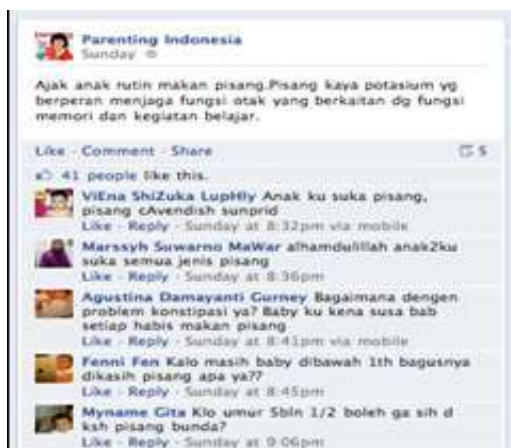 Parenting Indonesia
Sunday
Ajak anak rutin makan pisang.Pisang kaya potasium yg
berperan menjaga fungsi otak yang berkaitan dg fungsi
memori dan kegiatan belajar.
Like · Comment · Share 5
41 people like this.
ViEna ShiZuka LupHly Anak ku suka pisang,
pisang cAvendish sunprid
Like · Reply · Sunday at 8:32pm via mobile
Marssyh Suwarno MaWar alhamdulillah anak2ku
suka semua jenis pisang
Like · Reply · Sunday at 8:36pm
Agustina Damayanti Gurney Bagaimana dengen
problem konstipasi ya? Baby ku kena susa bab
setiap habis makan pisang
Like · Reply · Sunday at 8:41pm via mobile
Fenni Fen Kalo masih baby dibawah 1th bagusnya
dikasih pisang apa ya??
Like · Reply · Sunday at 8:45pm
Myname Gita Klo umur 5bln 1/2 boleh ga sih d
ksh pisang bunda?
Like · Reply · Sunday at 9:06pm